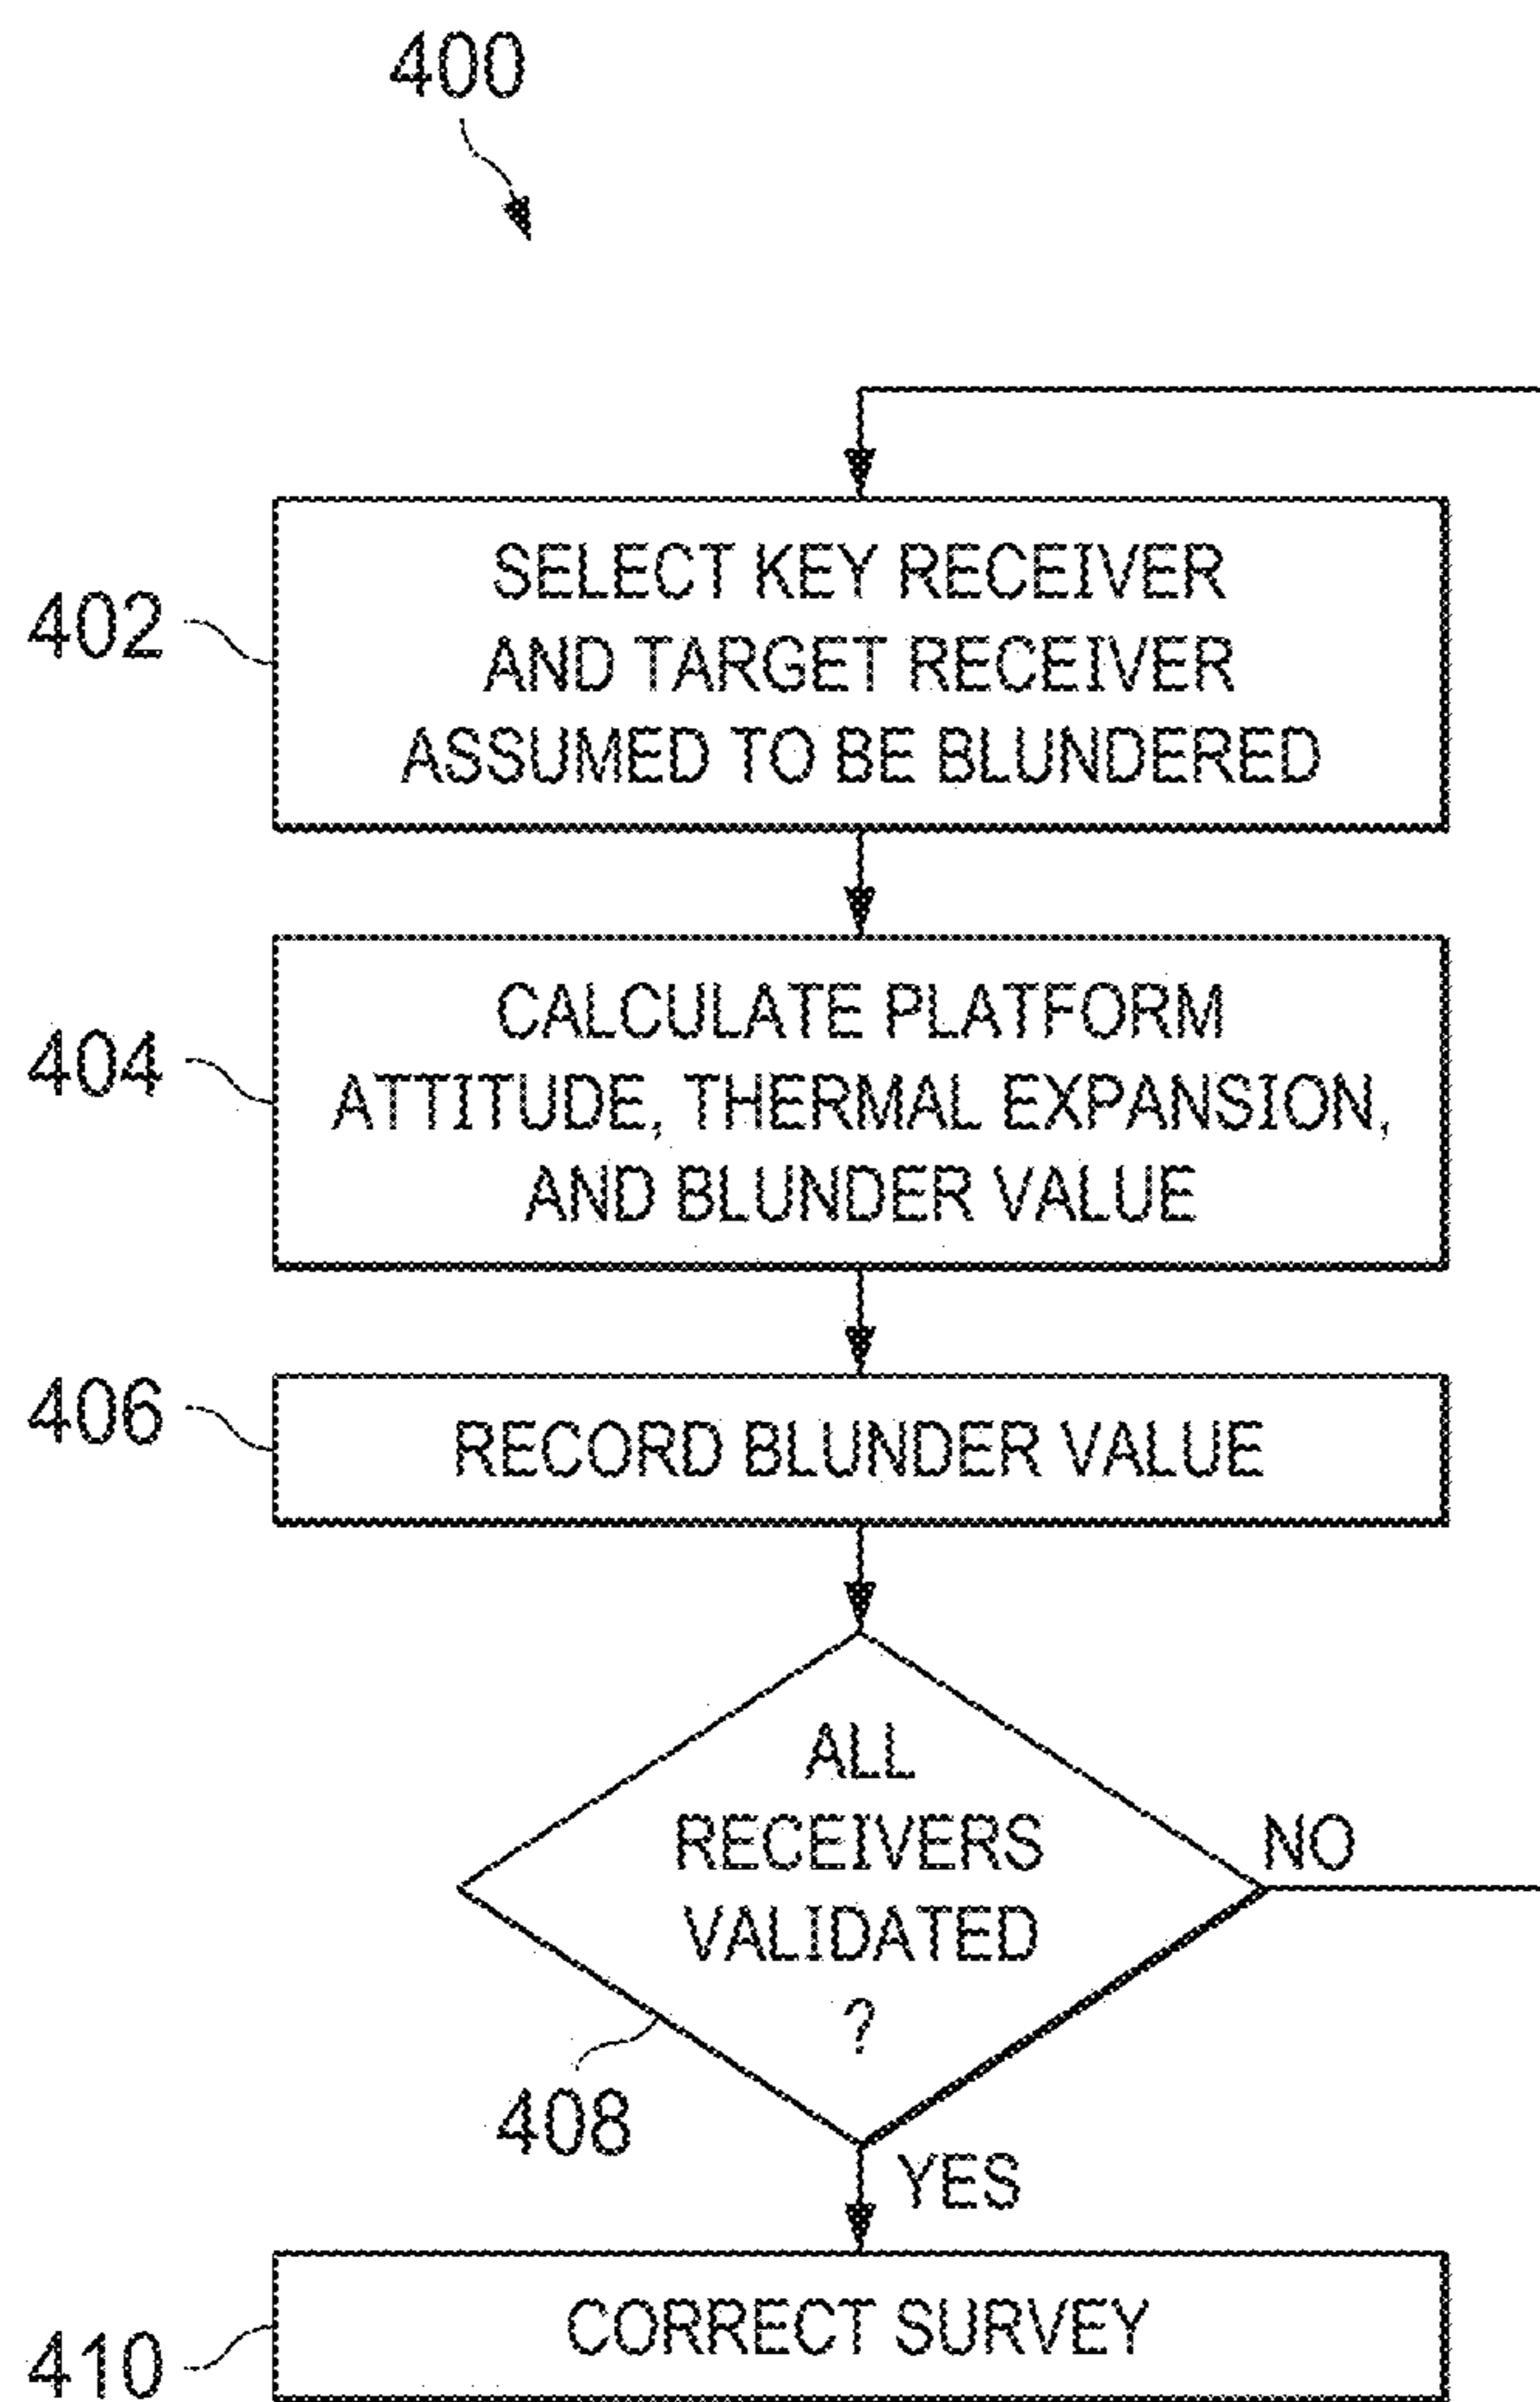 400
402
SELECT KEY RECEIVER
AND TARGET RECEIVER
ASSUMED TO BE BLUNDERED
404
CALCULATE PLATFORM
ATTITUDE, THERMAL EXPANSION,
AND BLUNDER VALUE
406
RECORD BLUNDER VALUE
ALL
RECEIVERS
VALIDATED
?
NO
408
YES
410
CORRECT SURVEY